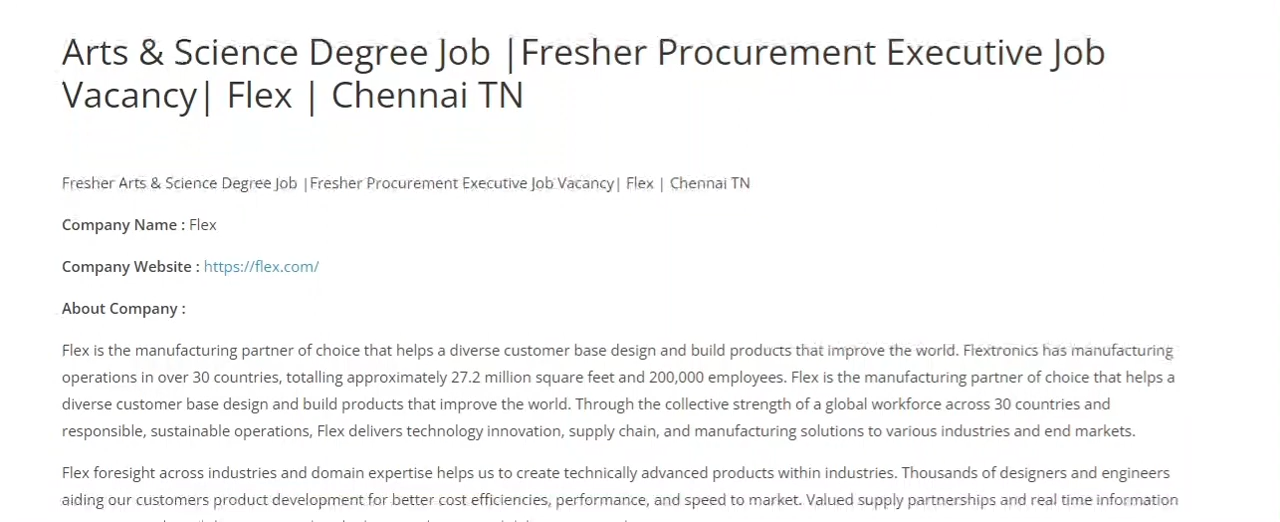 Arts & Science Degree Job |Fresher Procurement Executive Job
Vacancy| Flex | Chennai TN
Fresher Arts & Science Degree Job |Fresher Procurement Executive Job Vacancy| Flex | Chennai TN
Company Name : Flex
Company Website : https://flex.com/
About Company :
Flex is the manufacturing partner of choice that helps a diverse customer base design and build products that improve the world. Flextronics has manufacturing
operations in over 30 countries, totalling approximately 27.2 million square feet and 200,000 employees. Flex is the manufacturing partner of choice that helps a
diverse customer base design and build products that improve the world. Through the collective strength of a global workforce across 30 countries and
responsible, sustainable operations, Flex delivers technology innovation, supply chain, and manufacturing solutions to various industries and end markets.
Flex foresight across industries and domain expertise helps us to create technically advanced products within industries. Thousands of designers and engineers
aiding our customers product development for better cost efficiencies, performance, and speed to market. Valued supply partnerships and real time information